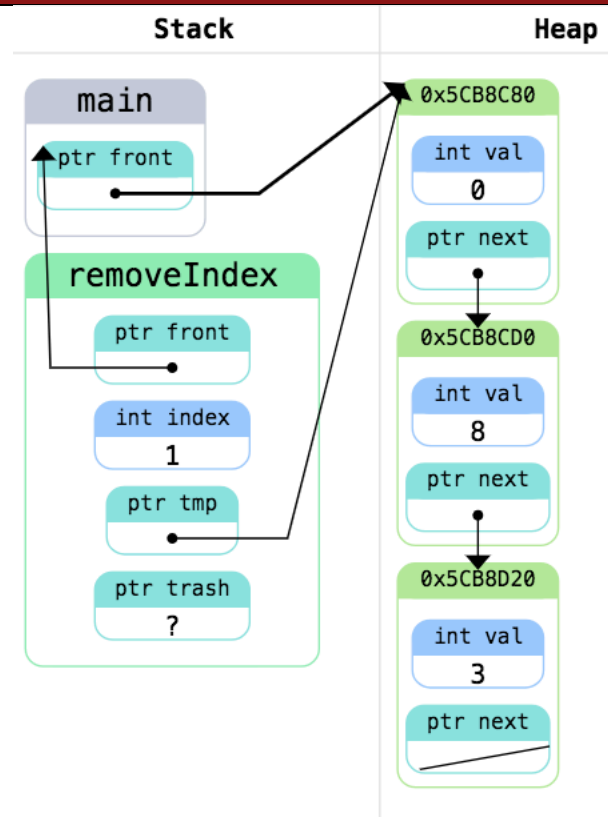 Stack
Heap
main
ptr front
removeIndex
ptr front
int index
1
ptr tmp
ptr trash
?
0x5CB8C80
int val
0
ptr next
0x5CB8CD0
int val
8
ptr next
0x5CB8D20
int val
3
ptr next